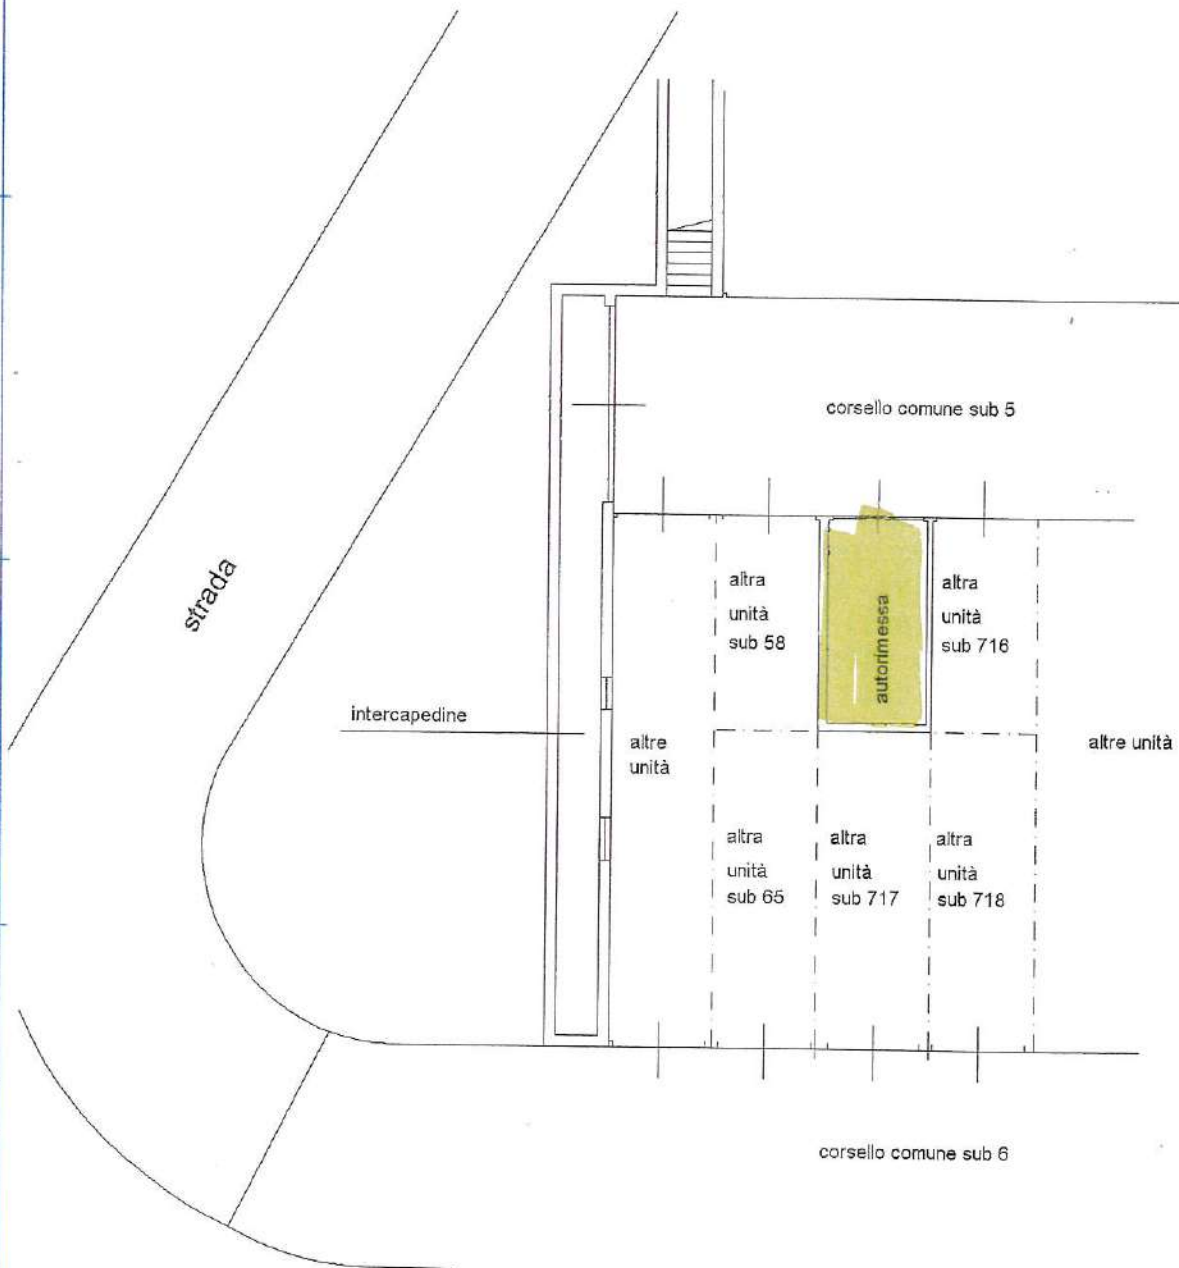 corsello comune sub 5
strada
altra
unità
sub 58
autorimessa
altra
unità
sub 716
intercapedine
altre
unità
altre unità
altra
unità
sub 65
altra
unità
sub 717
altra
unità
sub 718
corsello comune sub 6